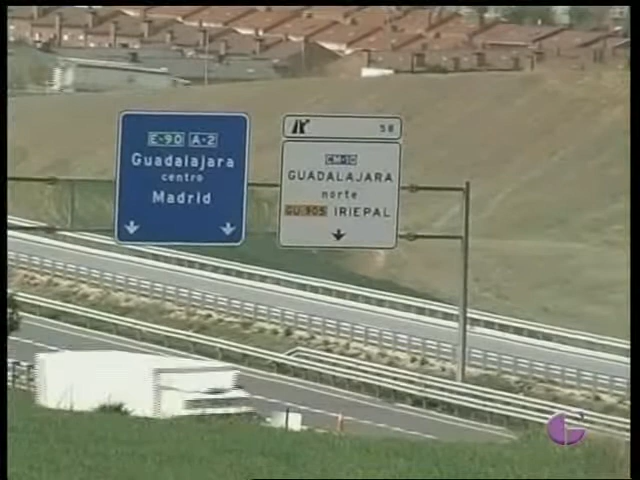 E-90 A-2
Guadalajara
centro
Madrid
58
CM-10
GUADALAJARA
norte
GU-905 IRIEPAL